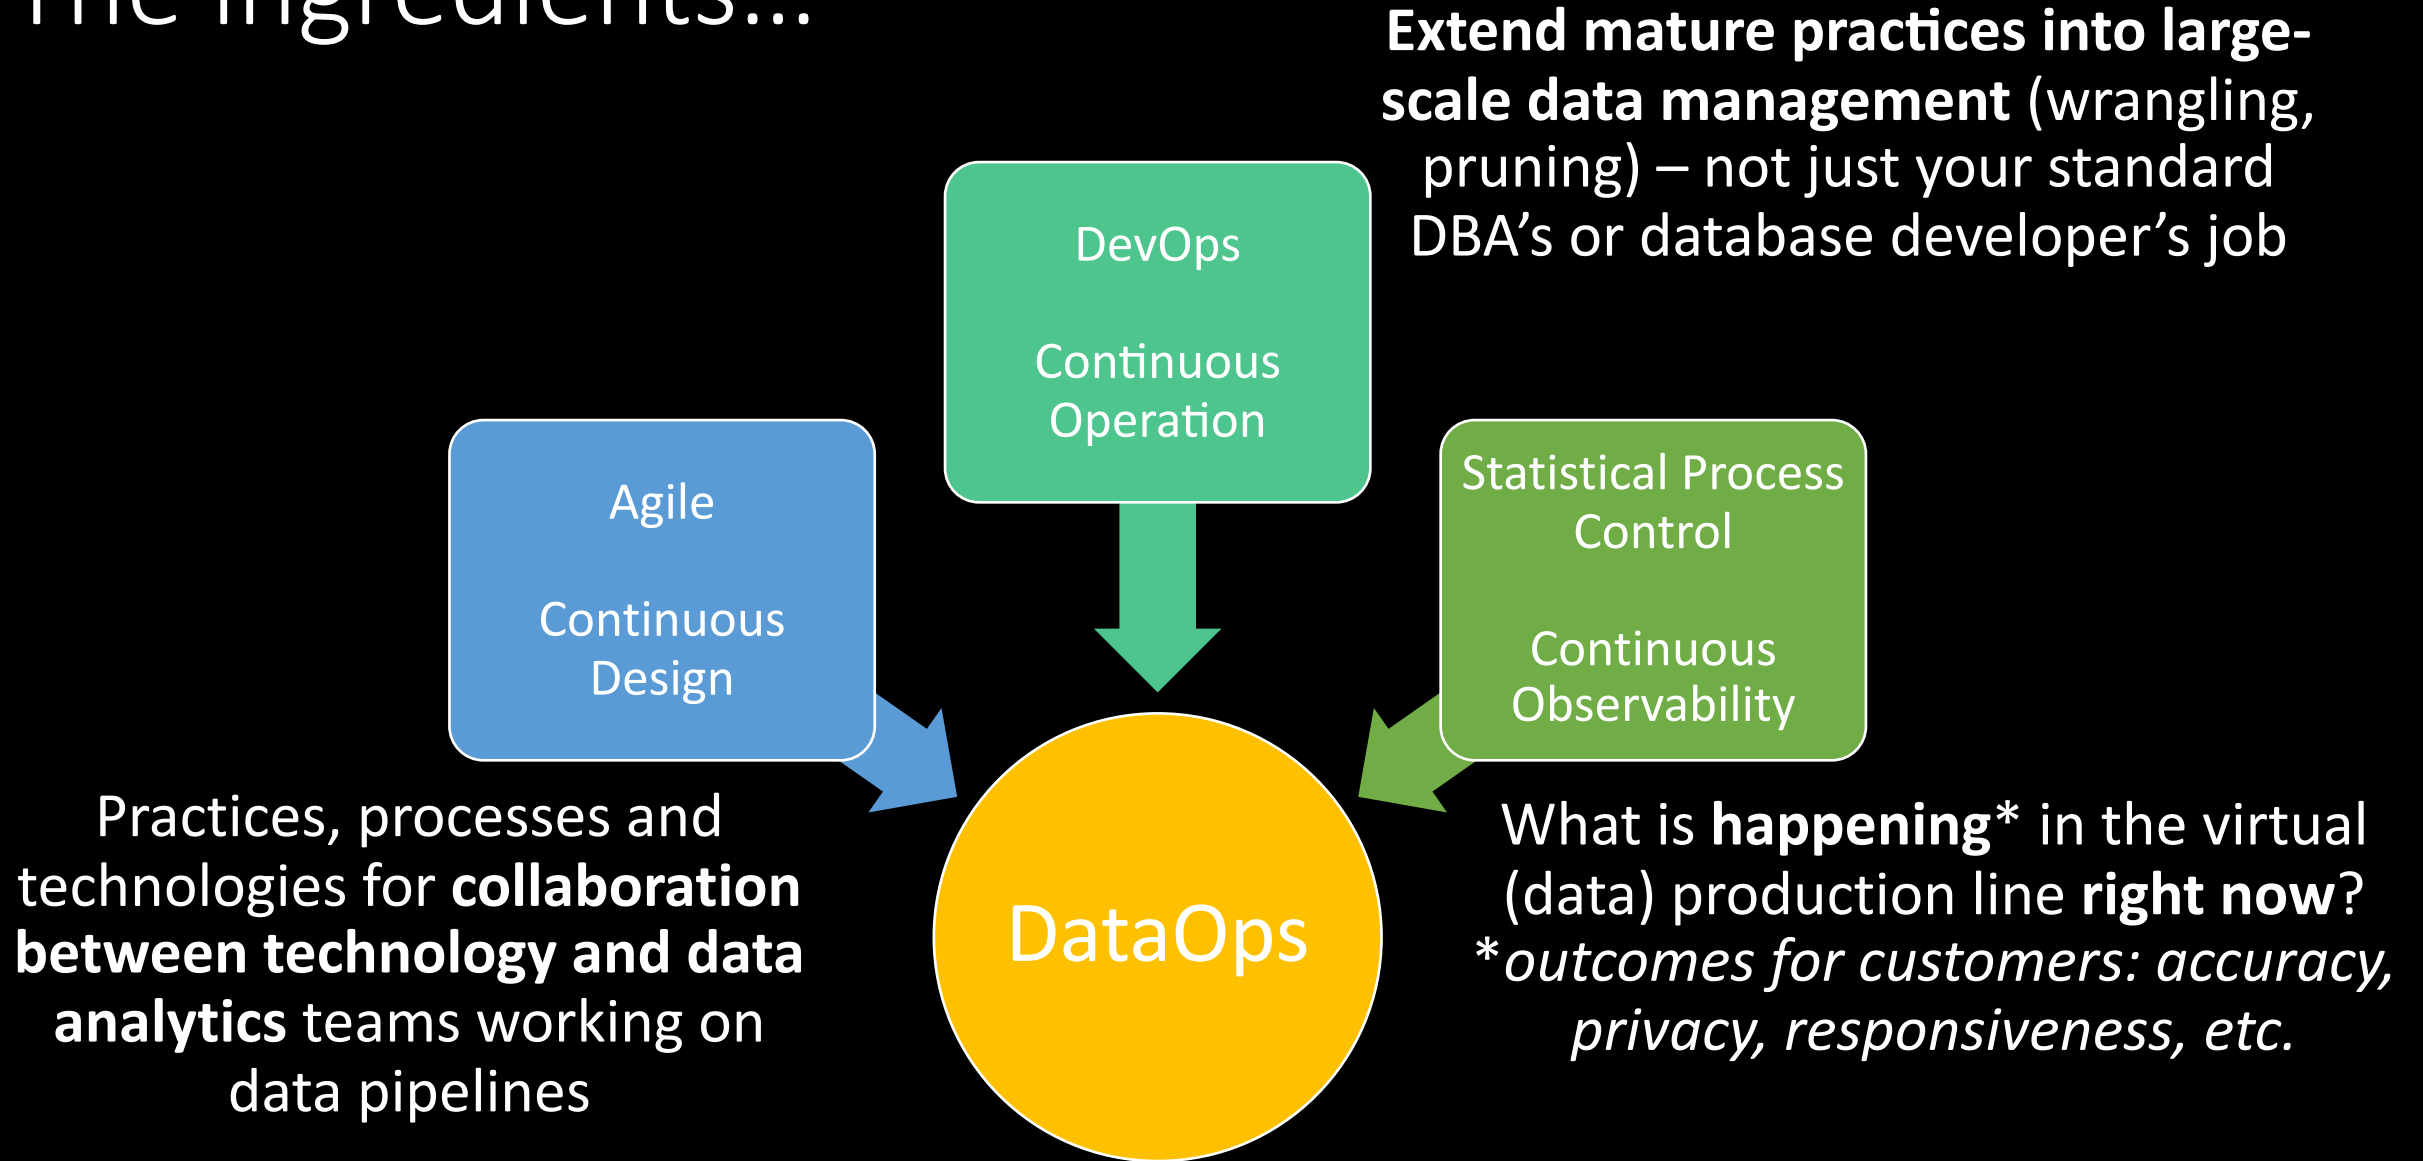 The Ingredients...
Extend mature practices into large-
scale data management (wrangling,
pruning) – not just your standard
DBA’s or database developer’s job
DevOps
Continuous
Operation
Agile
Continuous
Design
Statistical Process
Control
Continuous
Observability
Practices, processes and
technologies for collaboration
between technology and data
analytics teams working on
data pipelines
DataOps
What is happening* in the virtual
(data) production line right now?
*outcomes for customers: accuracy,
privacy, responsiveness, etc.